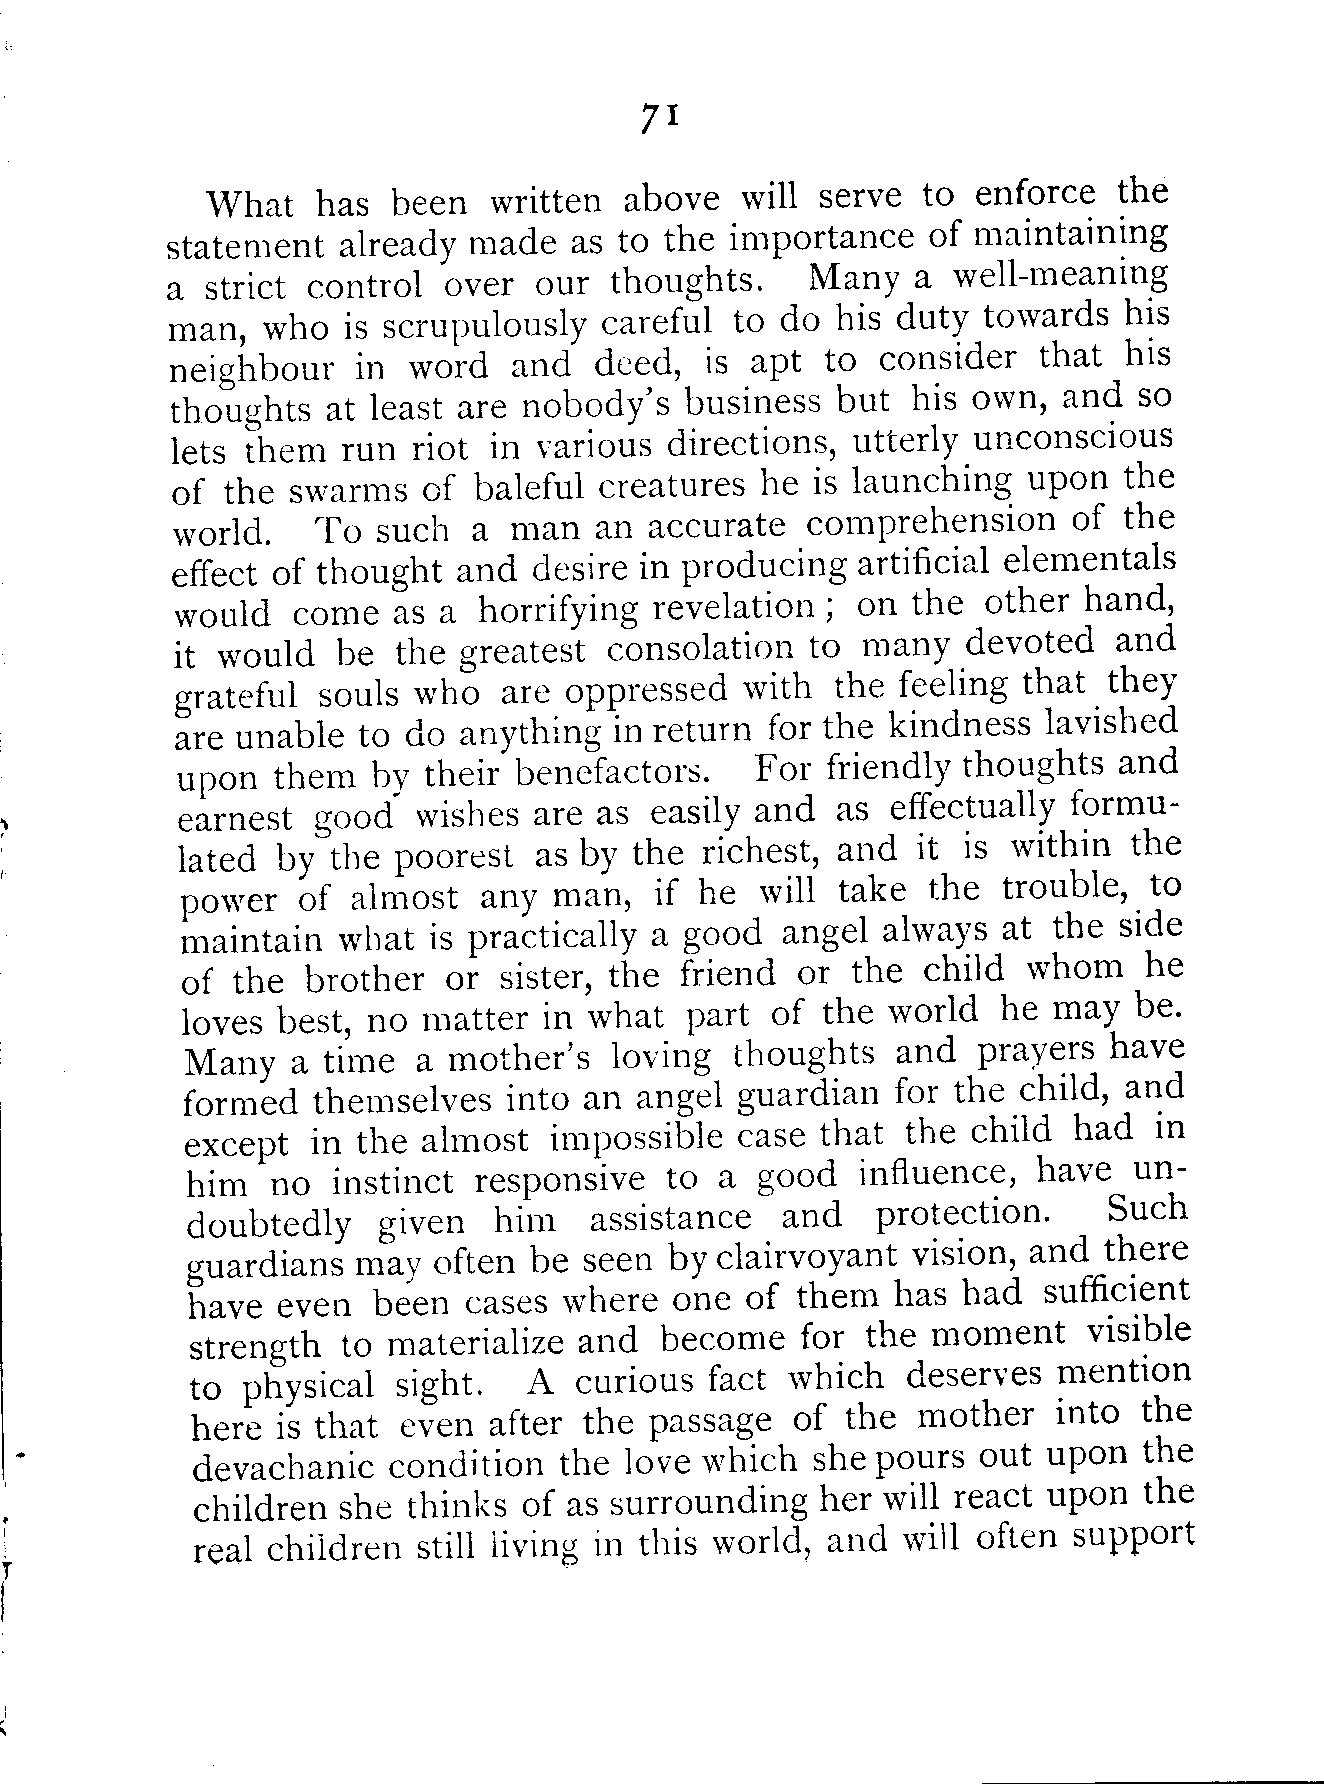 71
What has been written above will serve to enforce the
statement already made as to the importance of maintaining
a strict control over our thoughts. Many a well-meaning
man, who is scrupulously careful to do his duty towards his
neighbour in word and deed, is apt to consider that his
thoughts at least are nobody's business but his own, and so
lets them run riot in various directions, utterly unconscious
of the swarms of baleful creatures he is launching upon the
world. To such a man an accurate comprehension of the
effect of thought and desire in producing artificial elementals
would come as a horrifying revelation ; on the other hand,
it would be the greatest consolation to many devoted and
grateful souls who are oppressed with the feeling that they
are unable to do anything in return for the kindness lavished
upon them by their benefactors. For friendly thoughts and
earnest good wishes are as easily and as effectually formu-
lated by the poorest as by the richest, and it is within the
power of almost any man, if he will take the trouble, to
maintain what is practically a good angel always at the side
of the brother or sister, the friend or the child whom he
loves best, no matter in what part of the world he may be.
Many a time a mother's loving thoughts and prayers have
formed themselves into an angel guardian for the child, and
except in the almost impossible case that the child had in
him no instinct responsive to a good influence, have un-
doubtedly given him assistance and protection. Such
guardians may often be seen by clairvoyant vision, and there
have even been cases where one of them has had sufficient
strength to materialize and become for the moment visible
to physical sight. A curious fact which deserves mention
here is that even after the passage of the mother into the
devachanic condition the love which she pours out upon the
children she thinks of as surrounding her will react upon the
real children still living in this world, and will often support